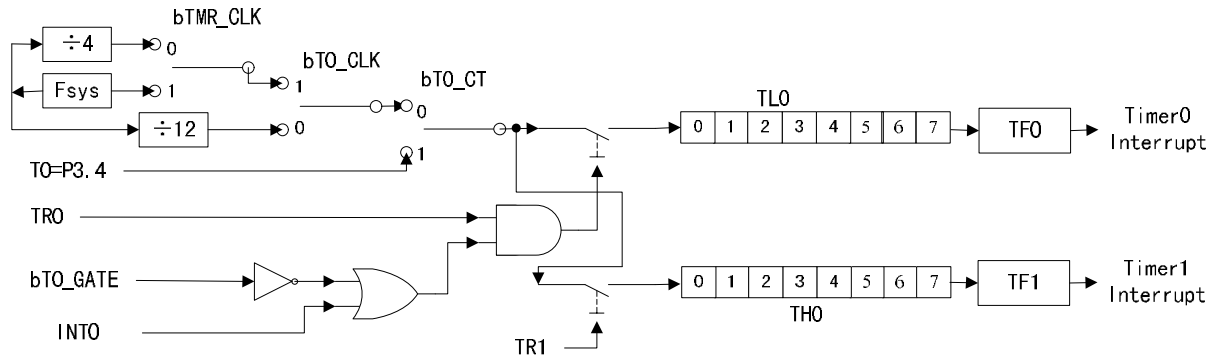 bTMR_CLK
÷4
0
bT0_CLK
Fsys
1
1
bT0_CT
÷12
0
0
TL0
0 1 2 3 4 5 6 7
TF0
Timer0
Interrupt
T0=P3.4
1
TR0
bT0_GATE
0 1 2 3 4 5 6 7
TF1
Timer1
Interrupt
INT0
TH0
TR1